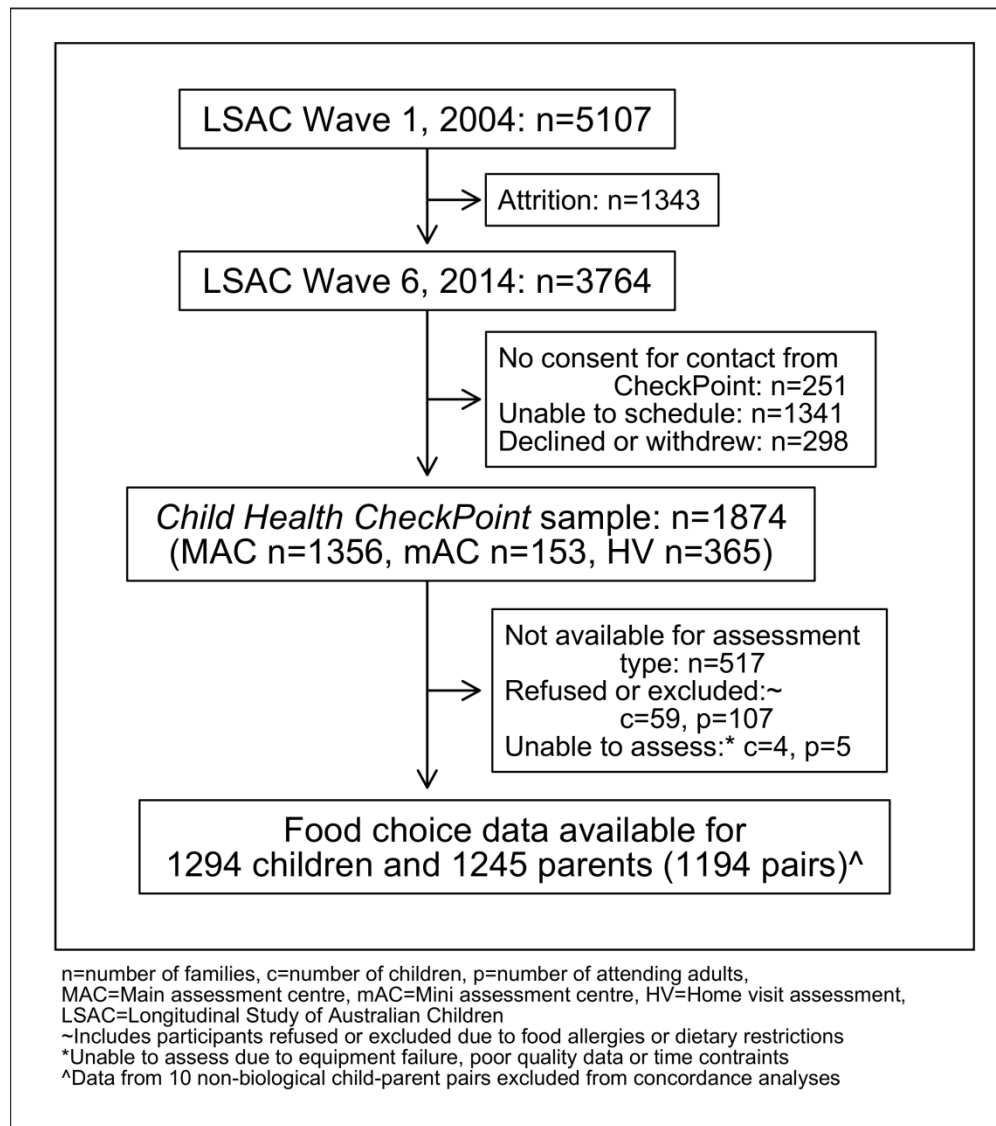 LSAC Wave 1, 2004: n=5107
Attrition: n=1343
LSAC Wave 6, 2014: n=3764
No consent for contact from
CheckPoint: n=251
Unable to schedule: n=1341
Declined or withdrew: n=298
Child Health CheckPoint sample: n=1874
(MAC n=1356, mAC n=153, HV n=365)
Not available for assessment
type: n=517
Refused or excluded:~
c=59, p=107
Unable to assess:* c=4, p=5
Food choice data available for
1294 children and 1245 parents (1194 pairs)^
n=number of families, c=number of children, p=number of attending adults,
MAC=Main assessment centre, mAC=Mini assessment centre, HV=Home visit assessment,
LSAC=Longitudinal Study of Australian Children
~Includes participants refused or excluded due to food allergies or dietary restrictions
*Unable to assess due to equipment failure, poor quality data or time contraints
^Data from 10 non-biological child-parent pairs excluded from concordance analyses